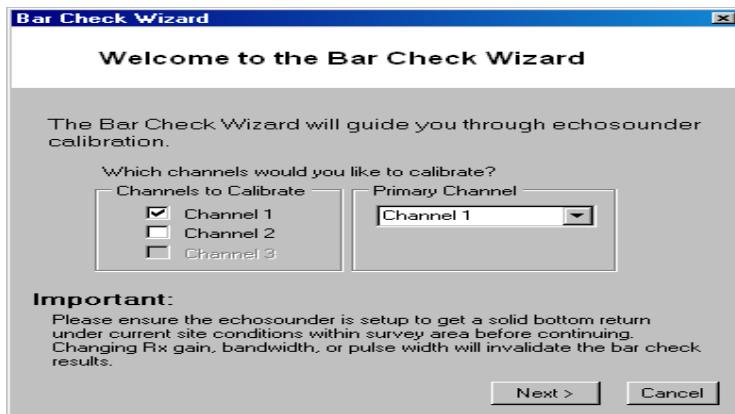 Bar Check Wizard
Welcome to the Bar Check Wizard
The Bar Check Wizard will guide you through echosounder
calibration.
Which channels would you like to calibrate?
Channels to Calibrate
Channel 1
Channel 2
Channel 3
Primary Channel
Channel 1
Important:
Please ensure the echosounder is setup to get a solid bottom return
under current site conditions within survey area before continuing.
Changing Rx gain, bandwidth, or pulse width will invalidate the bar check
results.
Next >
Cancel